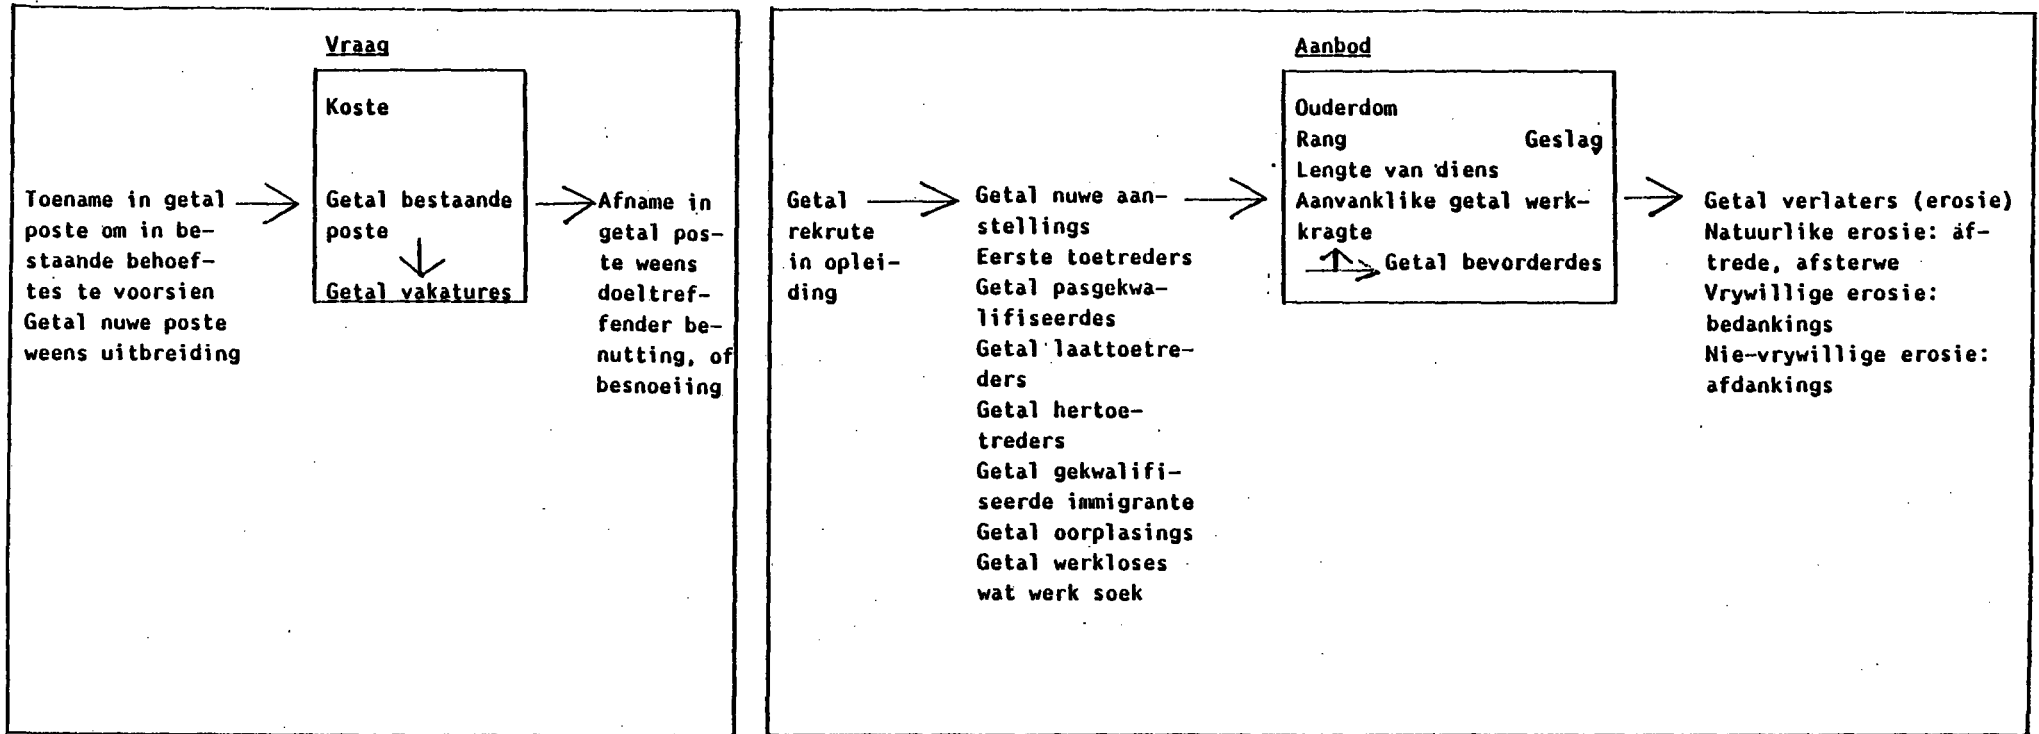 Vraag
Koste
Toename in getal
poste om in be-
staande behoef-
tes te voorsien
Getal nuwe poste
weens uitbreiding
Getal bestaande
poste
Getal vakatures
Afname in
getal pos-
te weens
doeltref-
fender be-
nutting, of
besnoeiing
Aanbod
Getal
rekrute
in oplei-
ding
Getal nuwe aan-
stellings
Eerste toetreders
Getal pasgekwa-
lifiseerdes
Getal laattoetre-
ders
Getal hertoe-
treders
Getal gekwalifi-
seerde immigrante
Getal oorplasings
Getal werkloses
wat werk soek
Ouderdom
Rang Geslag
Lengte van diens
Aanvanklike getal werk-
kragte
Getal bevorderdes
Getal verlaters (erosie)
Natuurlike erosie: af-
trede, afsterwe
Vrywillige erosie:
bedankings
Nie-vrywillige erosie:
afdankings